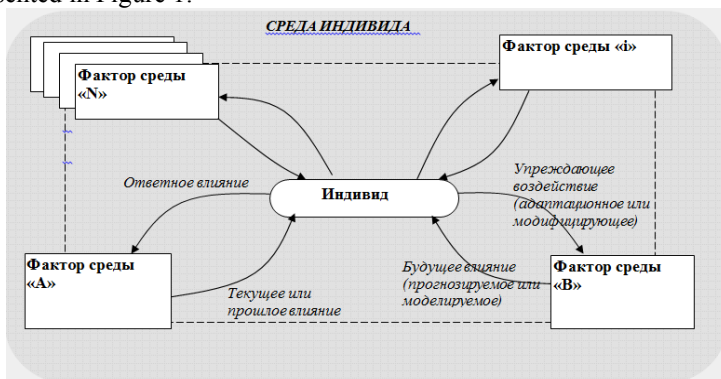 sented in Figure 1.
СРЕДА ИНДИВИДА
Фактор среды
«N»
Фактор среды «i»
Ответное влияние
Индивид
Упреждающее
воздействие
(адаптационное или
модифицирующее)
Фактор среды
«А»
Текущее или
прошлое влияние
Будущее влияние
(прогнозируемое или
моделируемое)
Фактор среды
«В»